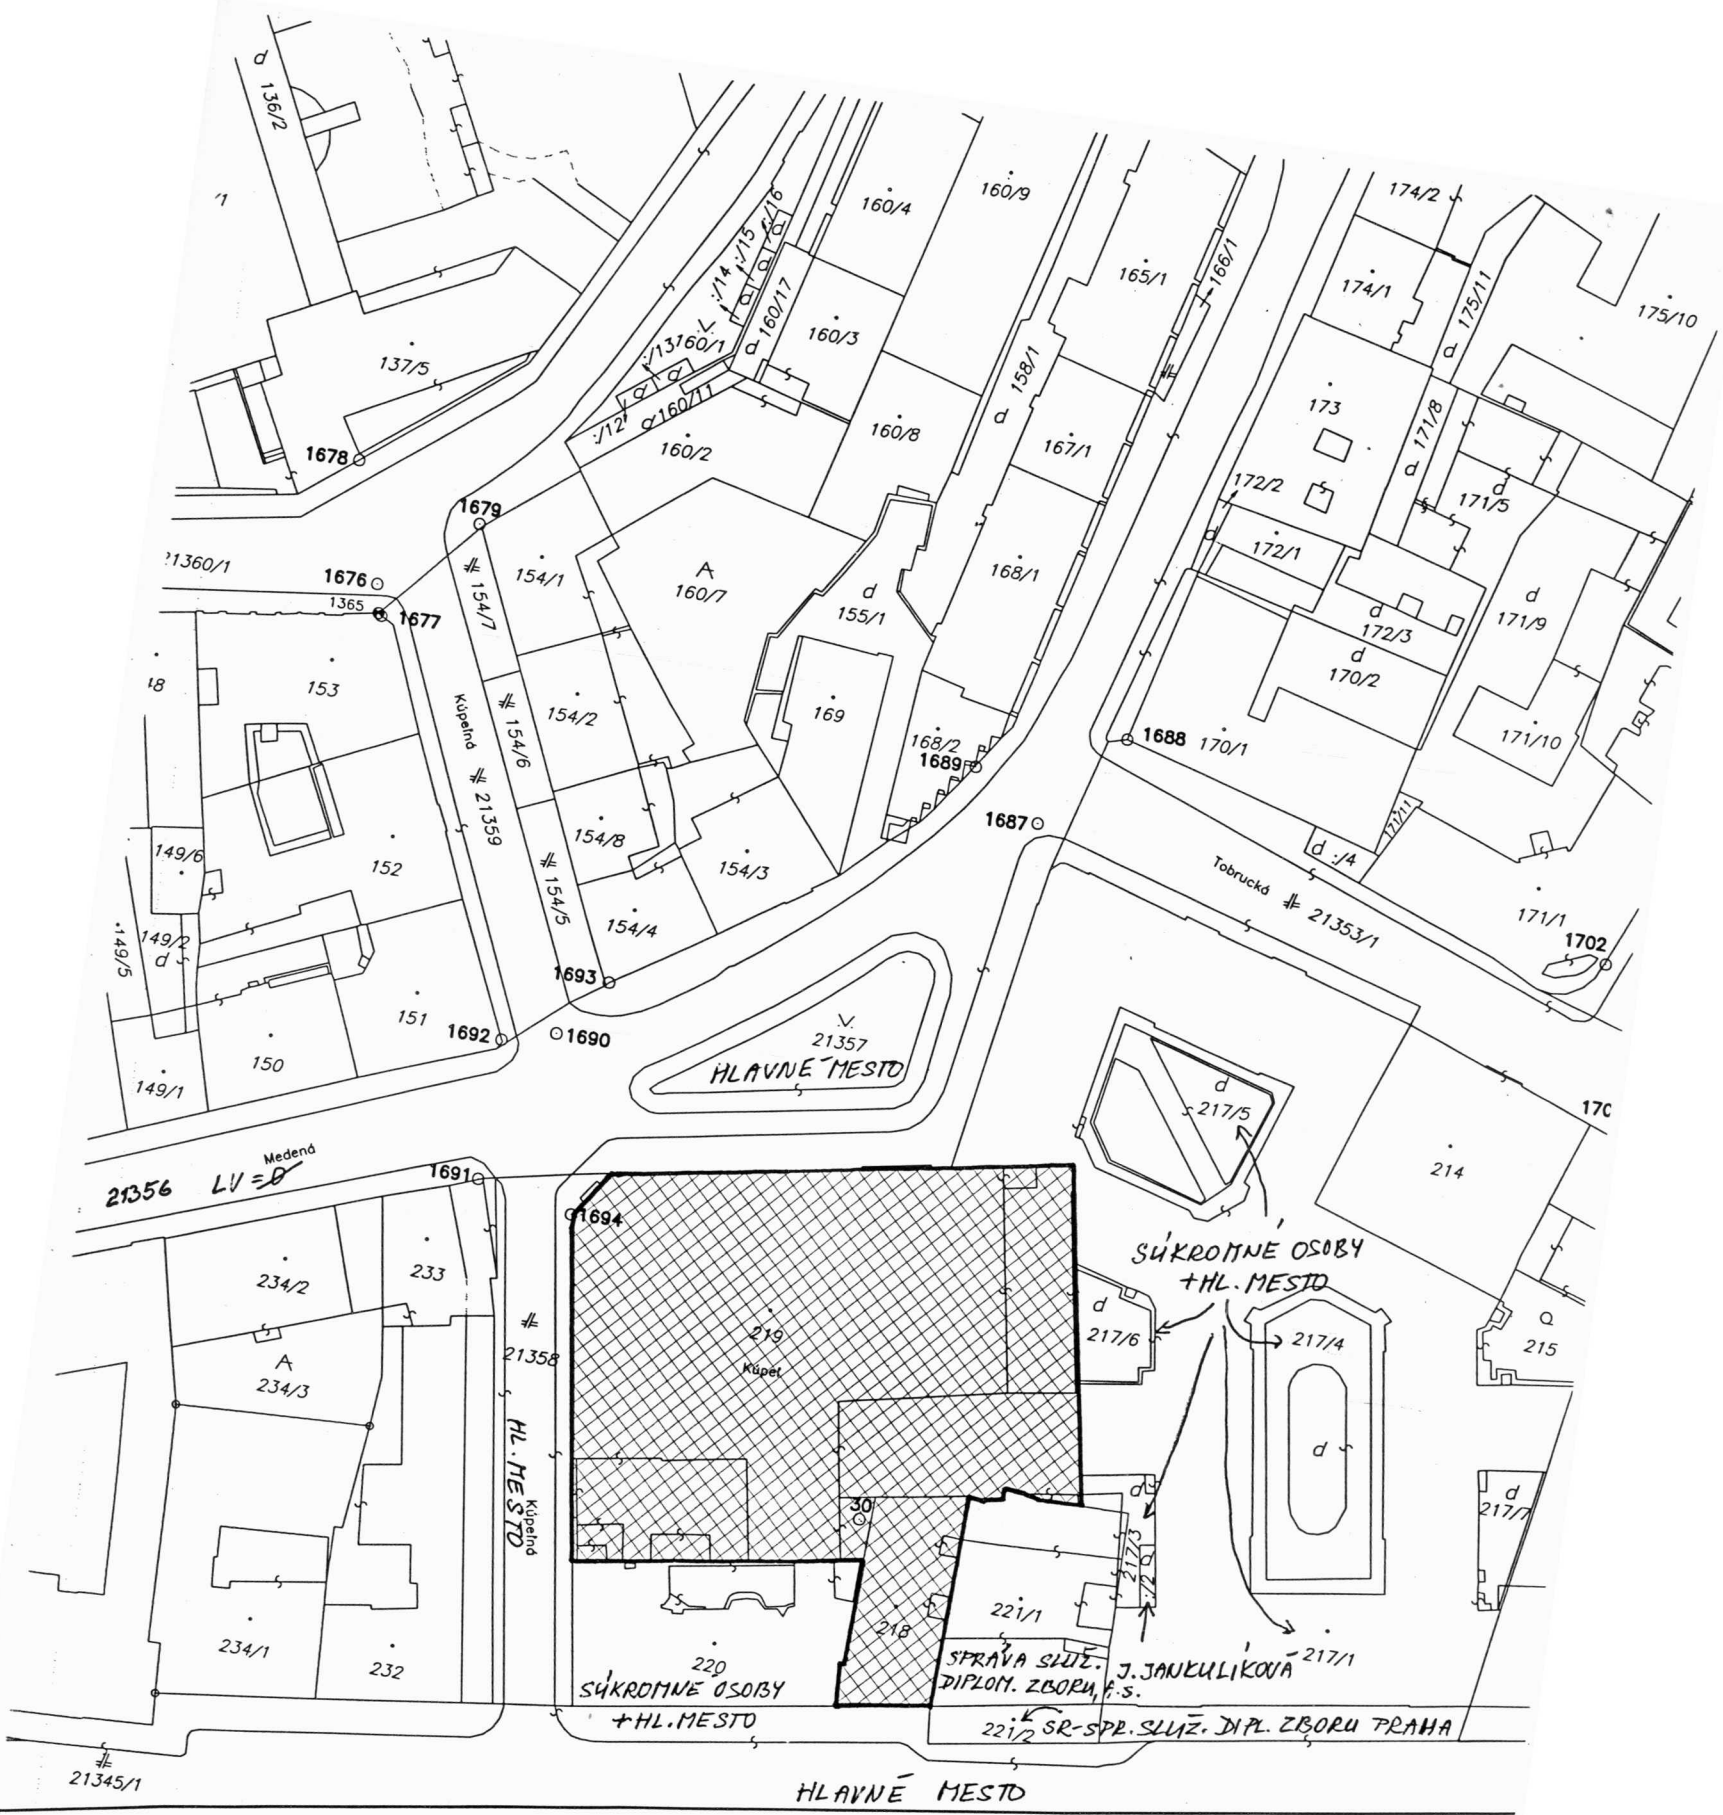 d 136/2
/1
160/4
160/9
174/2
:/16
:/15
:/14
d
d
d
165/1
166/1
174/1
175/11
d
175/10
d 160/17
160/3
137/5
:/13
160/1
158/1
d
173
171/8
d
d
d
:/12
d 160/11
160/8
160/2
167/1
1678
172/2
d
171/5
1679
d
172/1
21360/1
1676
1365
1677
154/7
154/1
A
160/7
d
155/1
168/1
d
172/3
d
171/9
d
170/2
153
Kúpeľná
21359
154/6
154/2
169
168/2
1689
1688
170/1
171/10
1687
171/11
d :/4
149/6
152
154/8
154/3
154/5
154/4
Tobrucká
21353/1
171/1
1702
149/2
d
149/5
1693
151
1692
1690
.V.
21357
HLAVNÉ MESTO
150
149/1
d
217/5
170
214
Medená
21356 LV=0
1691
1694
234/2
233
SÚKROMNÉ OSOBY
+HL. MESTO
d
217/6
217/4
215
219
Kúpeľ
21358
A
234/3
HL. MESTO
Kúpeľná
d
30
d
217/3
:/2 d
d
217/7
221/1
218
234/1
232
220
SÚKROMNÉ OSOBY
+HL. MESTO
SPRÁVA SLUŽ.
DIPLOM. ZBORU, š.s.
J. JANKULÍKOVÁ
217/1
221/2 SR-SPR. SLUŽ. DIPL. ZBORU PRAHA
21345/1
HLAVNÉ MESTO